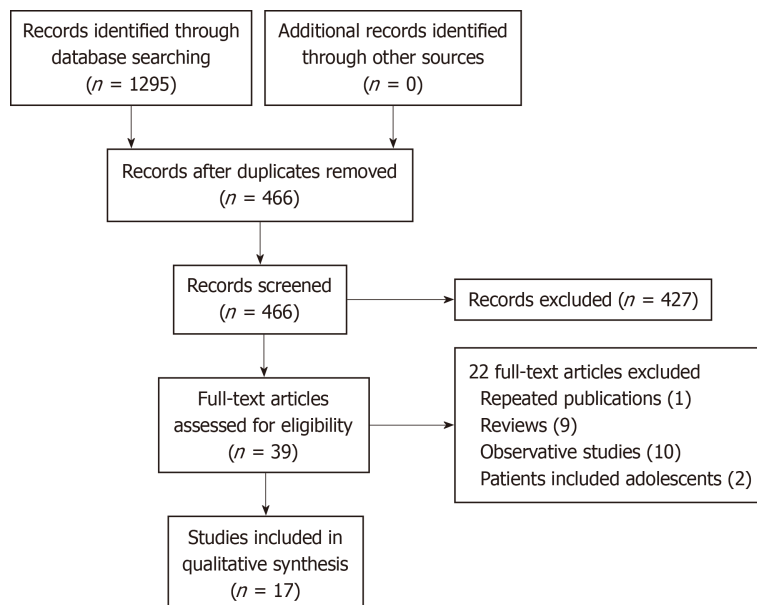 Records identified through
database searching
(n = 1295)
Additional records identified
through other sources
(n = 0)
Records after duplicates removed
(n = 466)
Records screened
(n = 466)
Records excluded (n = 427)
Full-text articles
assessed for eligibility
(n = 39)
22 full-text articles excluded
Repeated publications (1)
Reviews (9)
Observative studies (10)
Patients included adolescents (2)
Studies included in
qualitative synthesis
(n = 17)